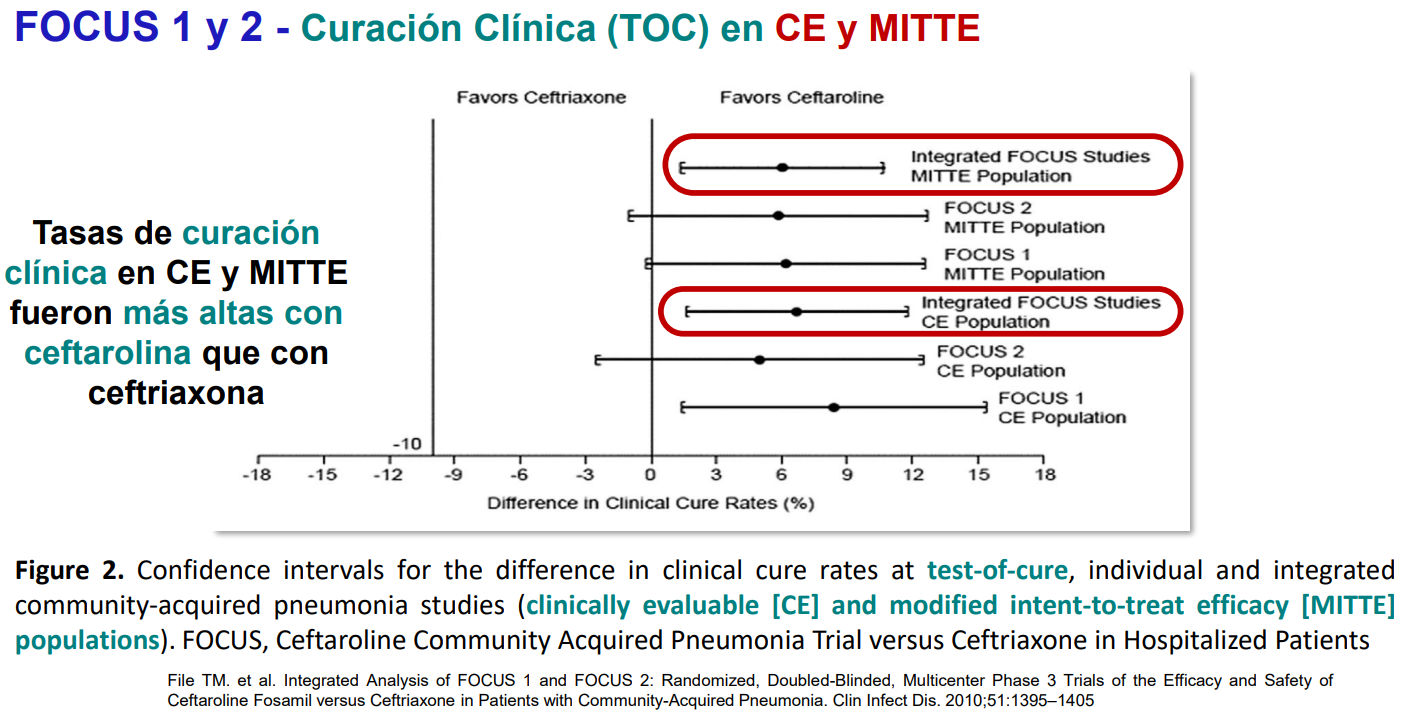 FOCUS 1 y 2 - Curación Clínica (TOC) en CE y MITTE
Favors Ceftriaxone
Favors Ceftaroline
Tasas de curación
clínica en CE y MITTE
fueron más altas con
ceftarolina que con
ceftriaxona
Integrated FOCUS Studies
MITTE Population
FOCUS 2
MITTE Population
FOCUS 1
MITTE Population
Integrated FOCUS Studies
CE Population
FOCUS 2
CE Population
FOCUS 1
CE Population
-10
-18 -15 -12 -9 -6 -3 0 3 6 9 12 15 18
Difference in Clinical Cure Rates (%)
Figure 2. Confidence intervals for the difference in clinical cure rates at test-of-cure, individual and integrated
community-acquired pneumonia studies (clinically evaluable [CE] and modified intent-to-treat efficacy [MITTE]
populations). FOCUS, Ceftaroline Community Acquired Pneumonia Trial versus Ceftriaxone in Hospitalized Patients
File TM. et al. Integrated Analysis of FOCUS 1 and FOCUS 2: Randomized, Doubled-Blinded, Multicenter Phase 3 Trials of the Efficacy and Safety of
Ceftaroline Fosamil versus Ceftriaxone in Patients with Community-Acquired Pneumonia. Clin Infect Dis. 2010;51:1395–1405